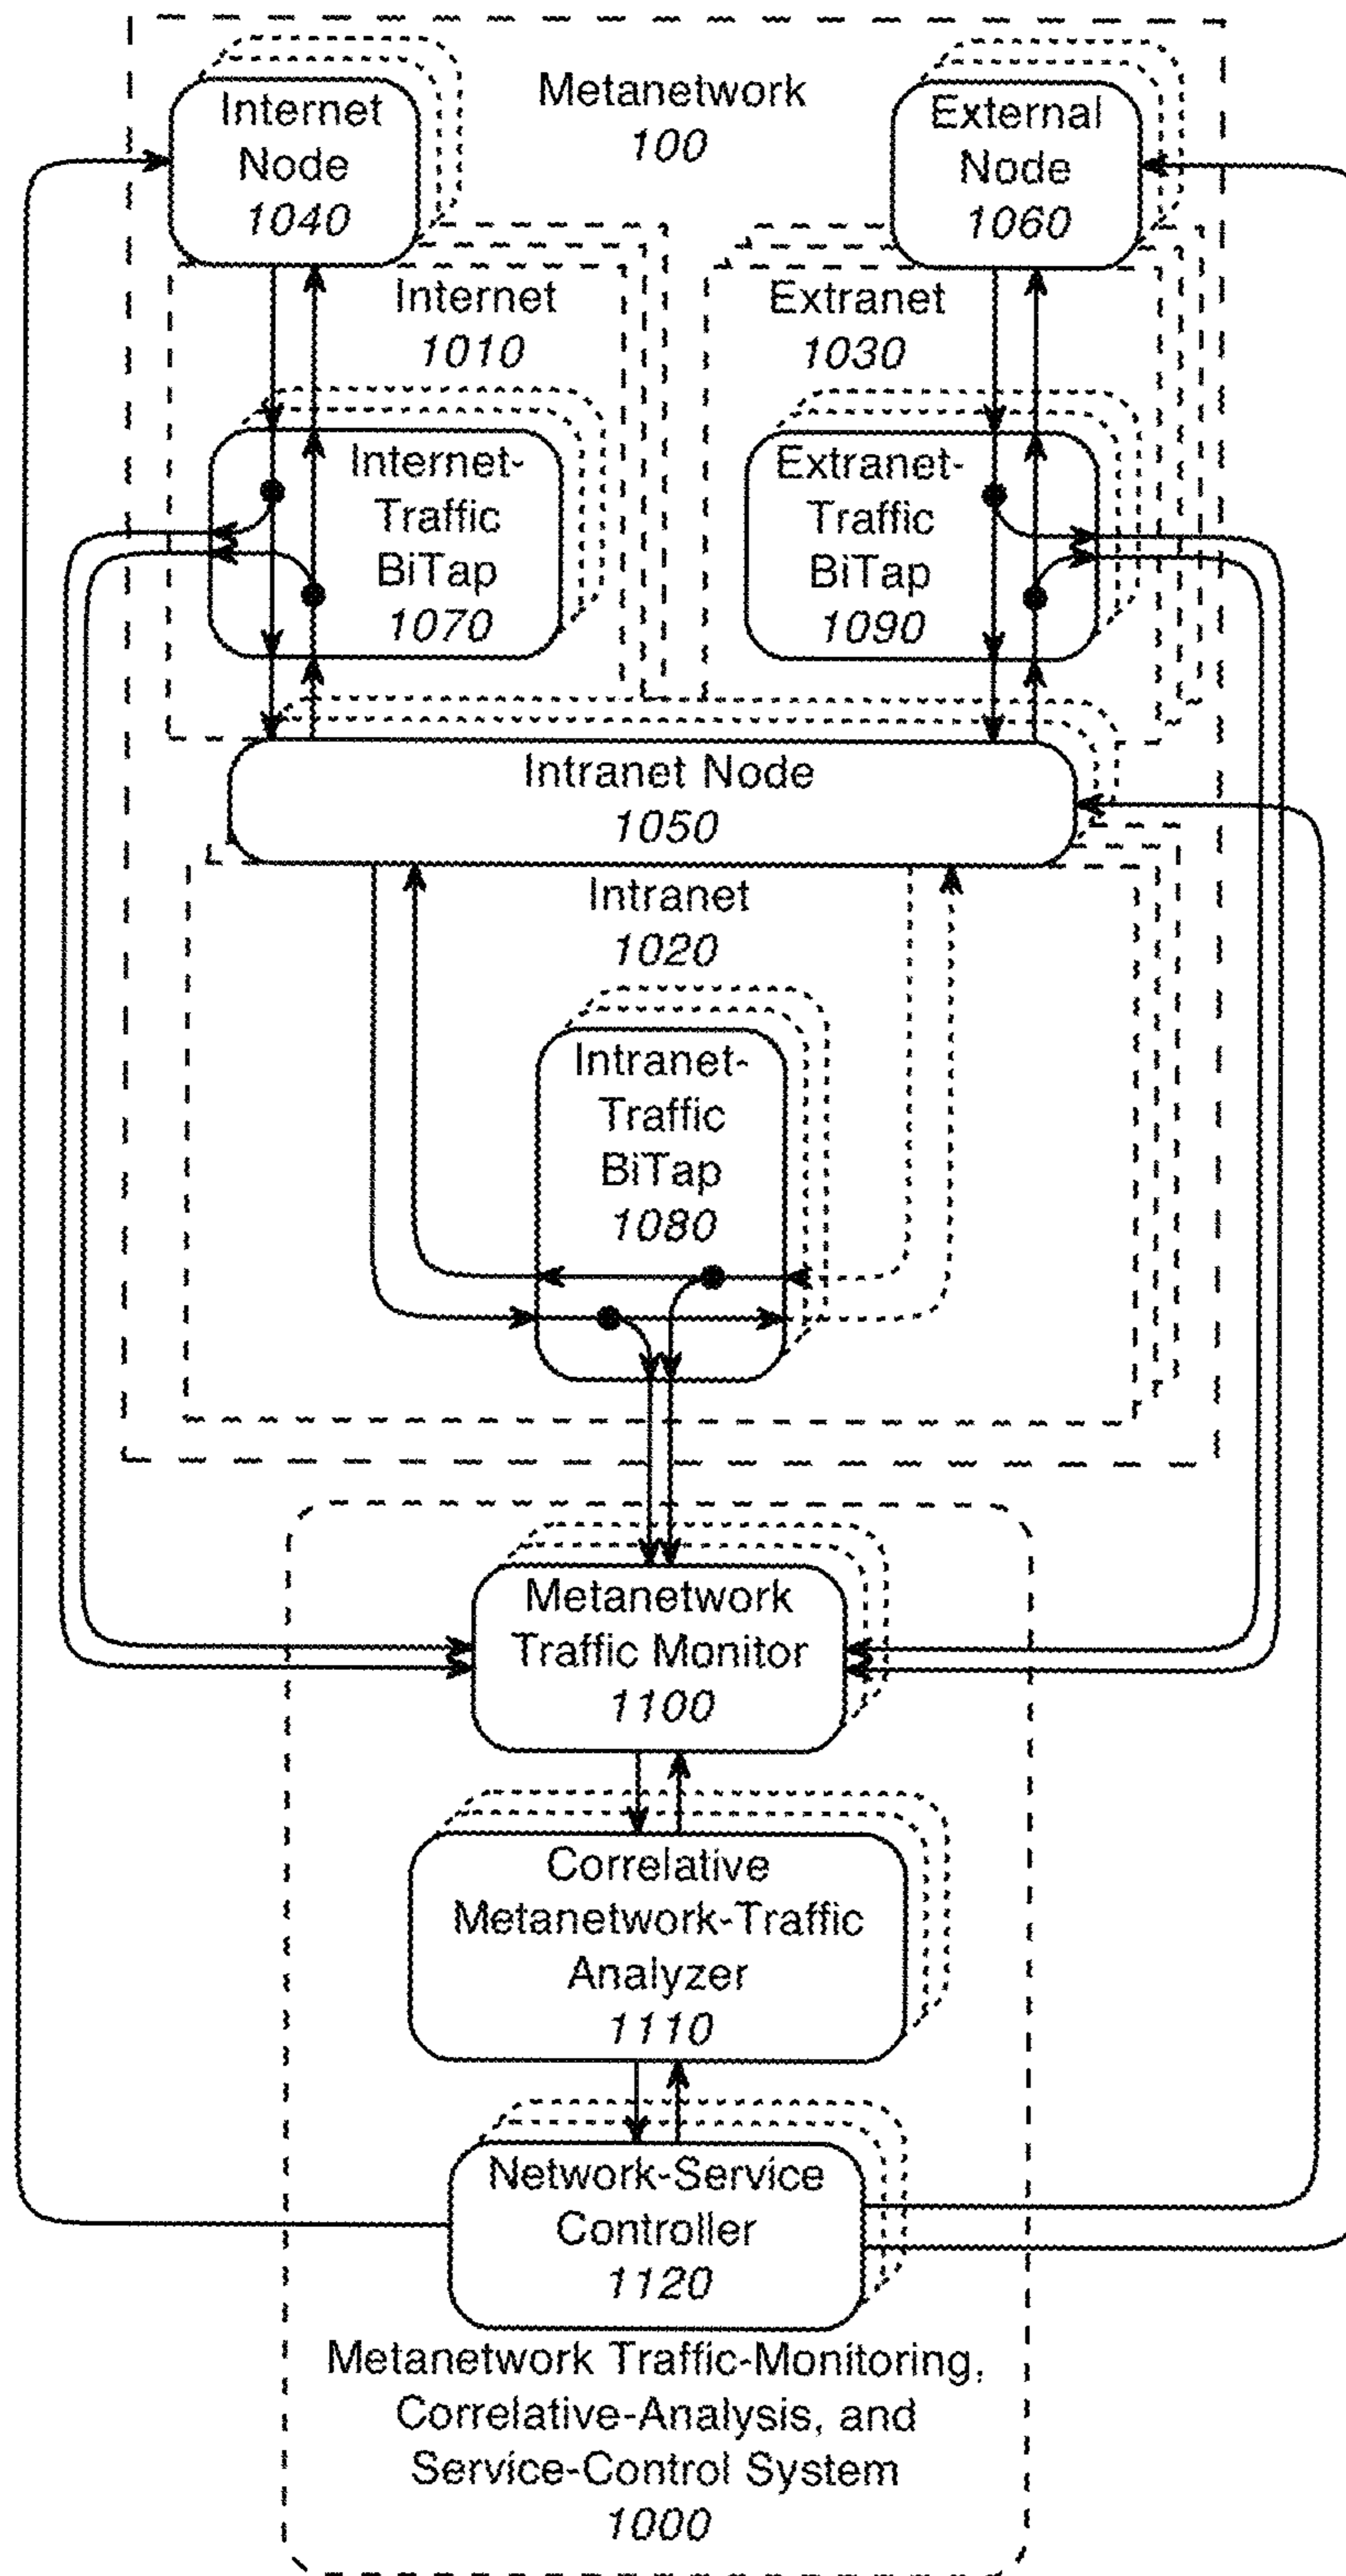 Metanetwork
100
Internet
Node
1040
External
Node
1060
Internet
1010
Extranet
1030
Internet-
Traffic
BiTap
1070
Extranet-
Traffic
BiTap
1090
Intranet Node
1050
Intranet
1020
Intranet-
Traffic
BiTap
1080
Metanetwork
Traffic Monitor
1100
Correlative
Metanetwork-Traffic
Analyzer
1110
Network-Service
Controller
1120
Metanetwork Traffic-Monitoring,
Correlative-Analysis, and
Service-Control System
1000